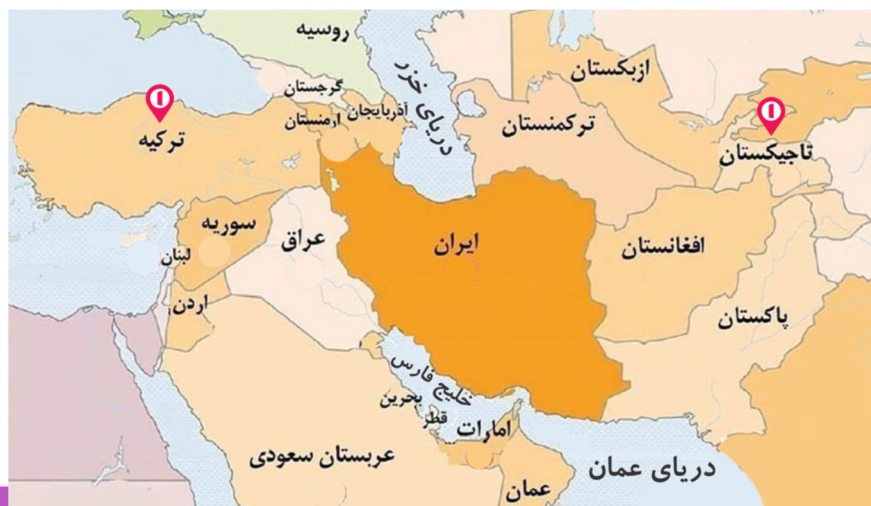 روسیه
ازبکستان
دریای خزر
گرجستان
آذربایجان
ارمنستان
ترکمنستان
ترکیه
تاجیکستان
سوریه
عراق
ایران
افغانستان
لبنان
اردن
پاکستان
خلیج فارس
بحرین
قطر
امارات
عربستان سعودی
دریای عمان
عمان